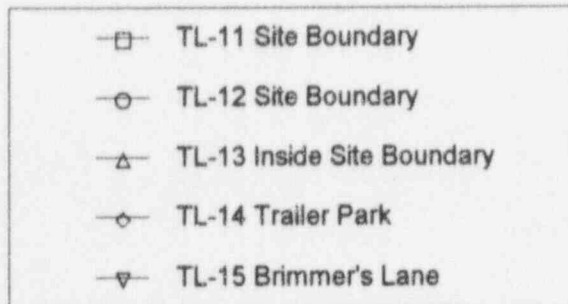 TL-11 Site Boundary
TL-12 Site Boundary
TL-13 Inside Site Boundary
TL-14 Trailer Park
TL-15 Brimmer's Lane